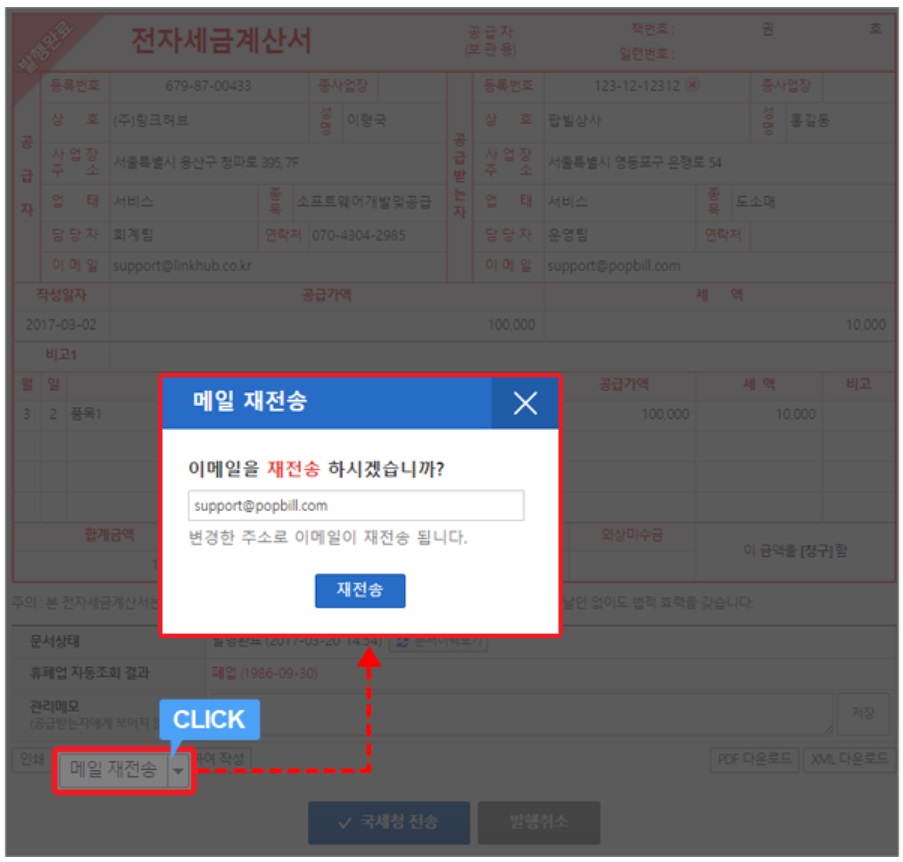 발행완료
전자세금계산서
공급자
(보관용)
책번호 : 권 호
일련번호 :
공급자
등록번호 679-87-00433 종사업장
상 호 (주)링크허브 성명 이형국
사업장주소 서울특별시 용산구 청파로 395, 7F
업 태 서비스 종목 소프트웨어개발및공급
담당자 회계팀 연락처 070-4304-2985
이메일 support@linkhub.co.kr
공급받는자
등록번호 123-12-12312 종사업장
상 호 팝빌상사 성명 홍길동
사업장주소 서울특별시 영등포구 은행로 54
업 태 서비스 종목 도소매
담당자 운영팀 연락처
이메일 support@popbill.com
작성일자 공급가액 세 액
2017-03-02 100,000 10,000
비고1
월 일 공급가액 세 액 비고
3 2 품목1 100,000 10,000
합계금액 외상미수금
이 금액을 [청구]함
메일 재전송
이메일을 재전송 하시겠습니까?
support@popbill.com
변경한 주소로 이메일이 재전송 됩니다.
재전송
주의 : 본 전자세금계산서는 날인 없이도 법적 효력을 갖습니다.
문서상태 발행완료 (2017-03-20 14:54) 문서이력보기
휴폐업 자동조회 결과 폐업 (1986-09-30)
관리메모
(공급받는자에게 보이지 저장
CLICK
인쇄 메일 재전송 하여 작성 PDF 다운로드 XML 다운로드
국세청 전송 발행취소